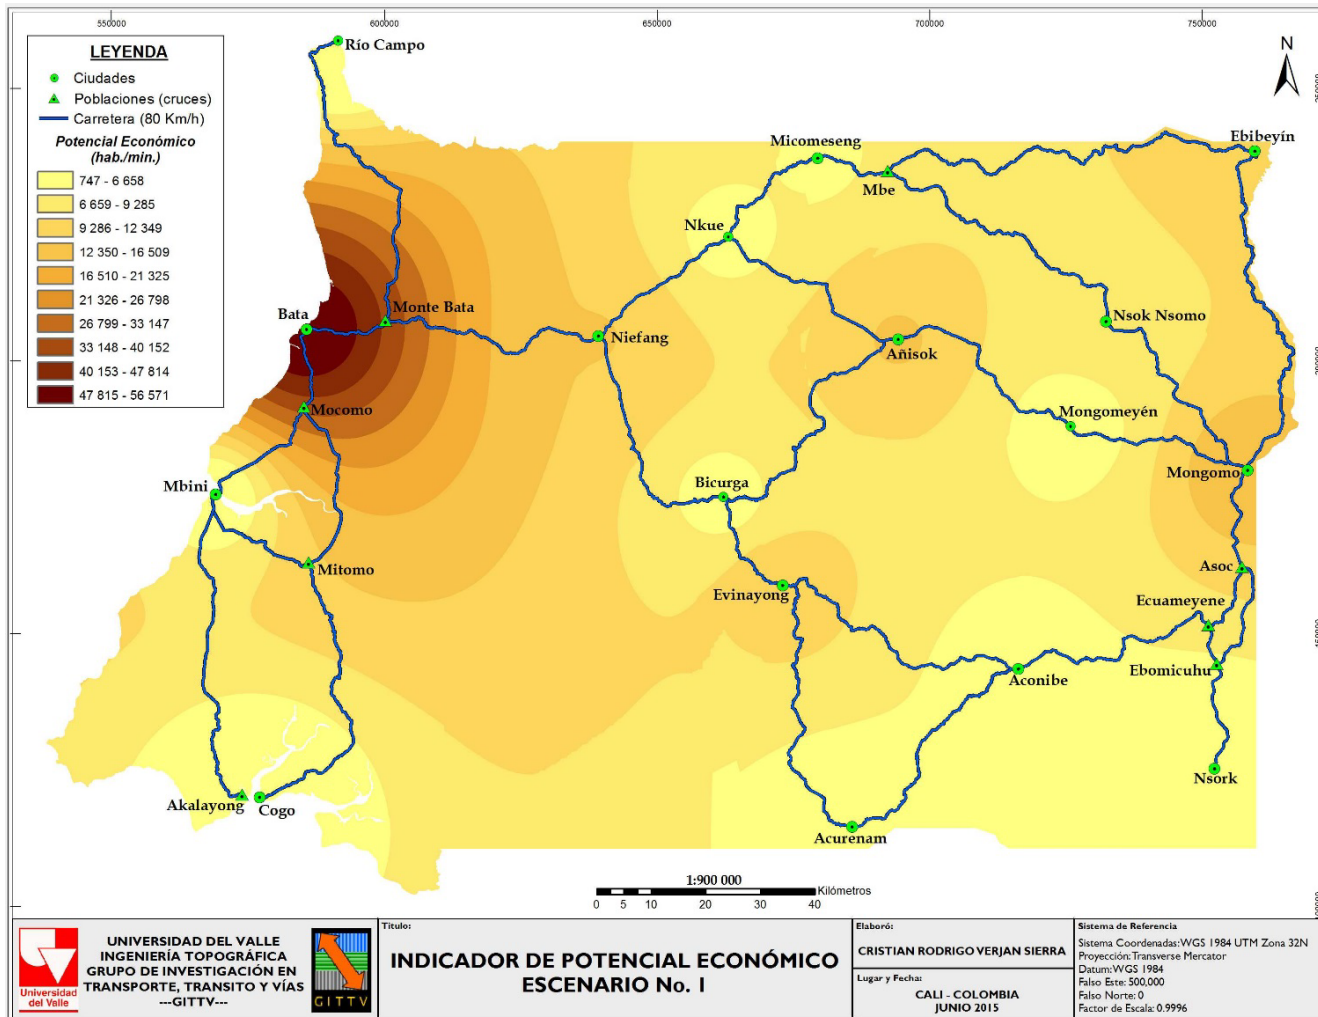 550000
600000
650000
700000
750000
LEYENDA
Ciudades
Poblaciones (cruces)
Carretera (80 Km/h)
Potencial Económico
(hab./min.)
747 - 6 658
6 659 - 9 285
9 286 - 12 349
12 350 - 16 509
16 510 - 21 325
21 326 - 26 798
26 799 - 33 147
33 148 - 40 152
40 153 - 47 814
47 815 - 56 571
N
Río Campo
Micomeseng
Ebibeyín
Mbe
Nkue
Bata
Monte Bata
Niefang
Añisok
Nsok Nsomo
Mocomo
Mongomeyén
Mongomo
Mbini
Bicurga
Mitomo
Evinayong
Asoc
Ecuameyene
Aconibe
Ebomicuhu
Nsork
Akalayong
Cogo
Acurenam
1:900 000
Kilómetros
0 5 10 20 30 40
Universidad
del Valle
UNIVERSIDAD DEL VALLE
INGENIERÍA TOPOGRÁFICA
GRUPO DE INVESTIGACIÓN EN
TRANSPORTE, TRANSITO Y VÍAS
---GITTV---
GITTV
Titulo:
INDICADOR DE POTENCIAL ECONÓMICO
ESCENARIO No. I
Elaboró:
CRISTIAN RODRIGO VERJAN SIERRA
Lugar y Fecha:
CALI - COLOMBIA
JUNIO 2015
Sistema de Referencia
Sistema Coordenadas: WGS 1984 UTM Zona 32N
Proyección: Transverse Mercator
Datum: WGS 1984
Falso Este: 500,000
Falso Norte: 0
Factor de Escala: 0.9996